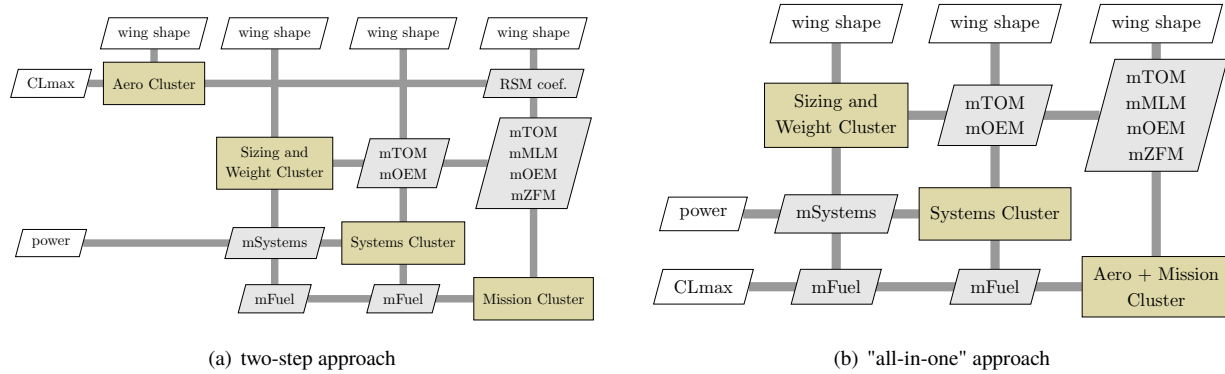 wing shape
wing shape
wing shape
wing shape
CLmax
Aero Cluster
RSM coef.
Sizing and
Weight Cluster
mTOM
mOEM
mTOM
mMLM
mOEM
mZFM
power
mSystems
Systems Cluster
mFuel
mFuel
Mission Cluster
(a) two-step approach
wing shape
wing shape
wing shape
Sizing and
Weight Cluster
mTOM
mOEM
mTOM
mMLM
mOEM
mZFM
power
mSystems
Systems Cluster
CLmax
mFuel
mFuel
Aero + Mission
Cluster
(b) "all-in-one" approach